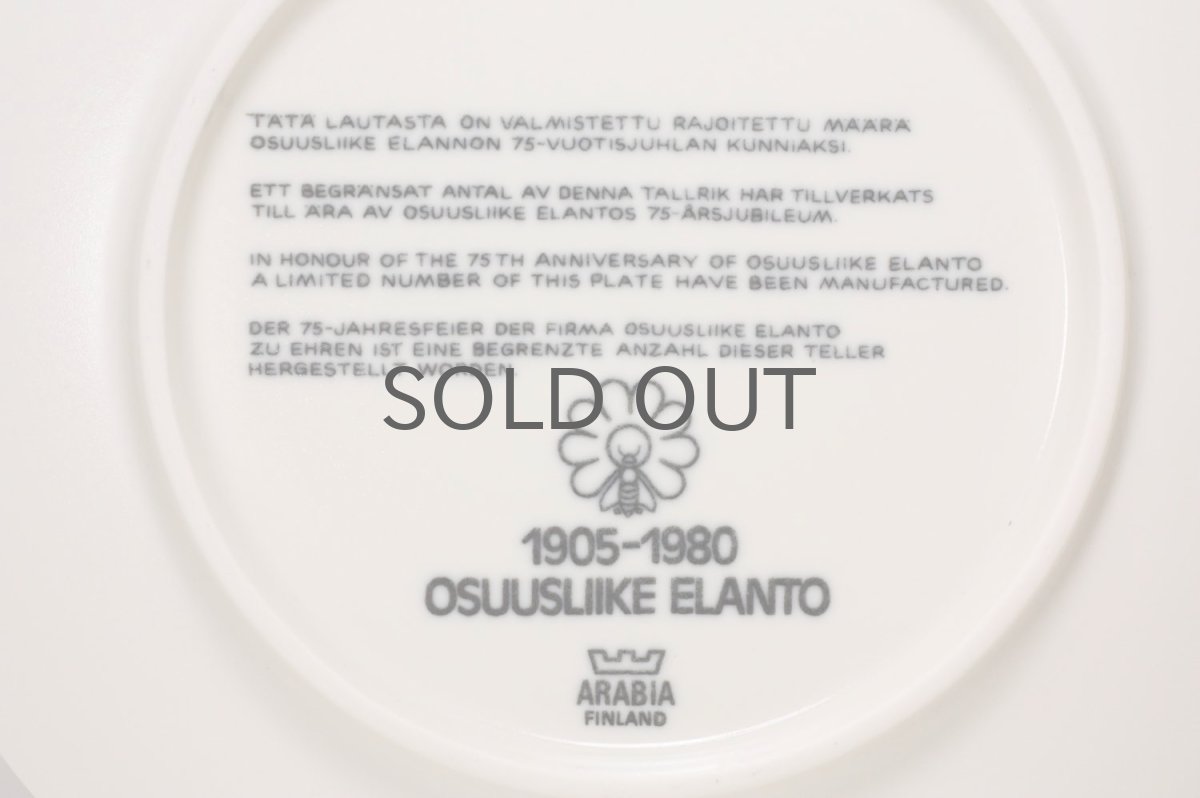 TÄTÄ LAUTASTA ON VALMISTETTU RAJOITETTU MÄÄRÄ
OSUUSLIIKE ELANNON 75-VUOTISJUHLAN KUNNIAKSI.
ETT BEGRÄNSAT ANTAL AV DENNA TALLRIK HAR TILLVERKATS
TILL ÄRA AV OSUUSLIIKE ELANTOS 75-ÅRSJUBILEUM.
IN HONOUR OF THE 75TH ANNIVERSARY OF OSUUSLIIKE ELANTO
A LIMITED NUMBER OF THIS PLATE HAVE BEEN MANUFACTURED.
DER 75-JAHRESFEIER DER FIRMA OSUUSLIIKE ELANTO
ZU EHREN IST EINE BEGRENZTE ANZAHL DIESER TELLER
HERGESTELLT WORDEN.
SOLD OUT
1905-1980
OSUUSLIIKE ELANTO
ARABIA
FINLAND